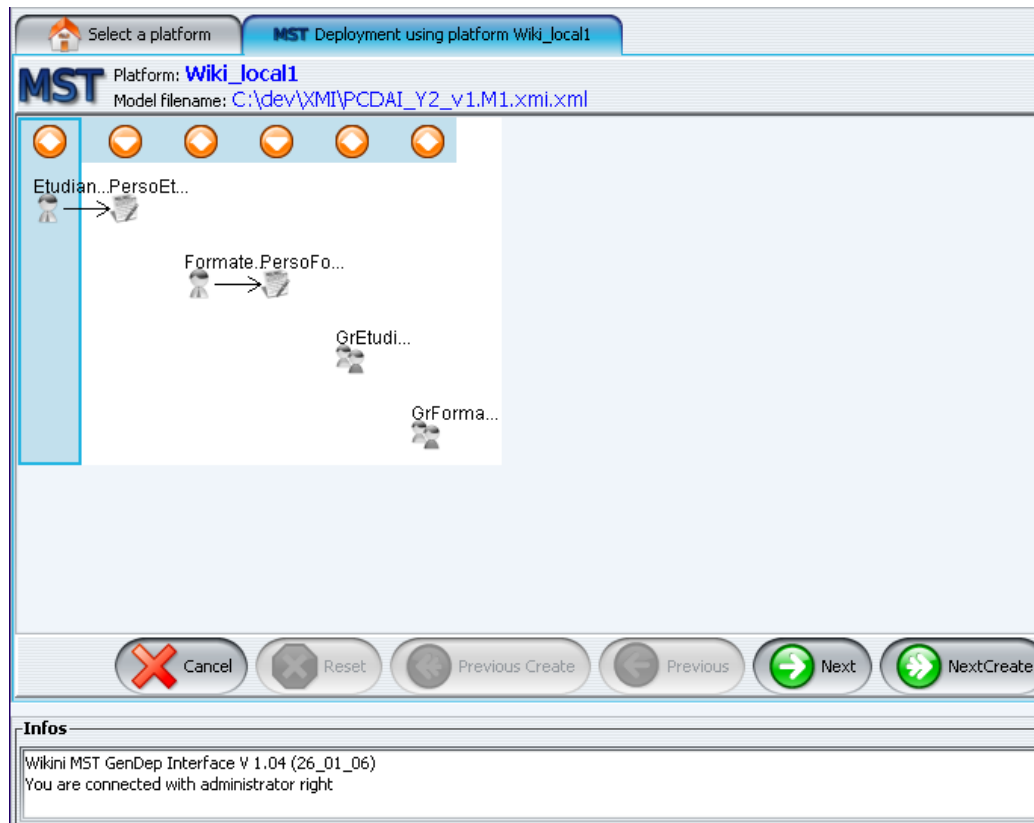 Select a platform
MST Deployment using platform Wiki_local1
MST
Platform: Wiki_local1
Model filename: C:\dev\XMI\PCDAI_Y2_v1.M1.xmi.xml
Etudian...PersoEt...
Formate..PersoFo...
GrEtudi...
GrForma...
Cancel
Reset
Previous Create
Previous
Next
NextCreate
Infos
Wikini MST GenDep Interface V 1.04 (26_01_06)
You are connected with administrator right